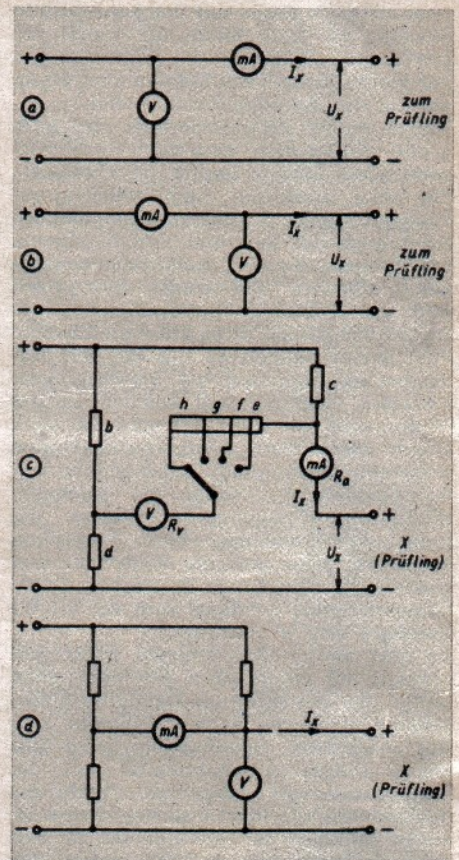 + mA Iₓ +
ⓐ V Uₓ zum
Prüfling
- -
+ mA Iₓ +
ⓑ V Uₓ zum
Prüfling
- -
+
c
h g f e
b
ⓒ mA Rₐ
Iₓ
V Rᵥ +
d Uₓ X
(Prüfling)
- -
+
Iₓ
ⓓ mA +
V X
(Prüfling)
- -